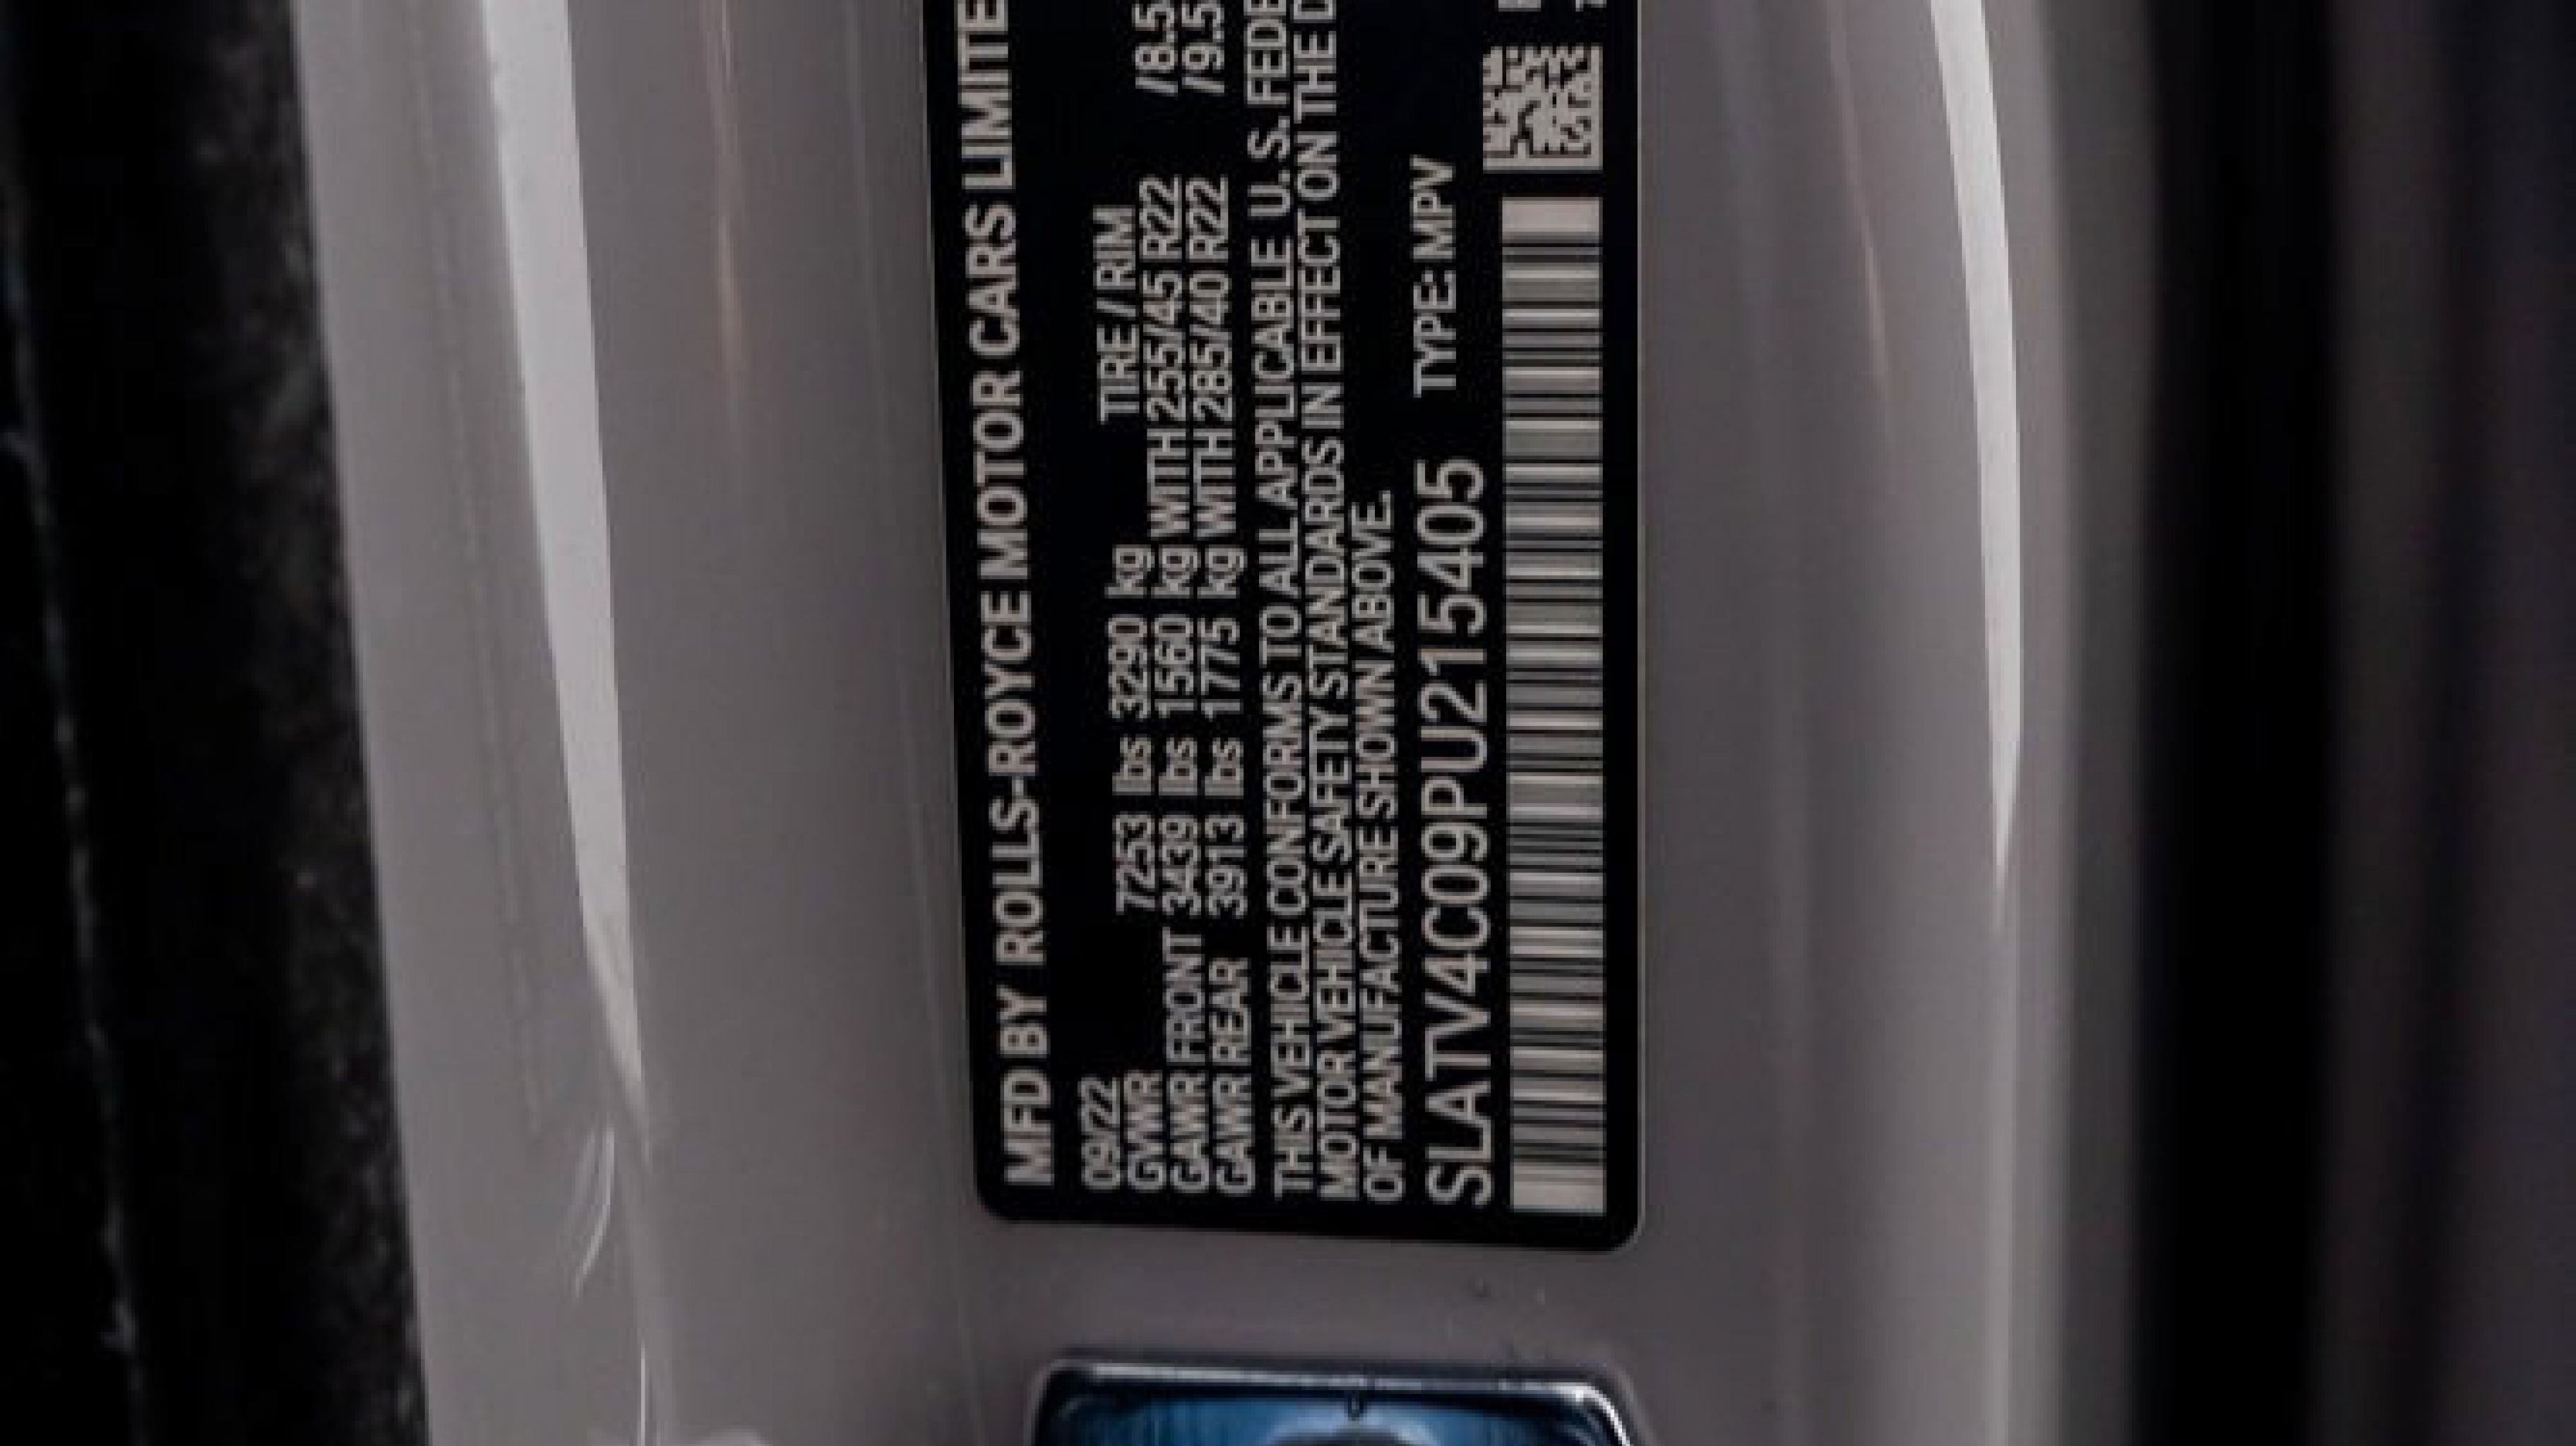 MFD BY ROLLS-ROYCE MOTOR CARS LIMITE
09/22
GVWR 7253 lbs 3290 kg TIRE / RIM
GAWR FRONT 3439 lbs 1560 kg WITH 255/45 R22 /8.5
GAWR REAR 3913 lbs 1775 kg WITH 285/40 R22 /9.5
THIS VEHICLE CONFORMS TO ALL APPLICABLE U.S. FEDE
MOTOR VEHICLE SAFETY STANDARDS IN EFFECT ON THE D
OF MANUFACTURE SHOWN ABOVE.
SLATV4C09PU215405 TYPE: MPV